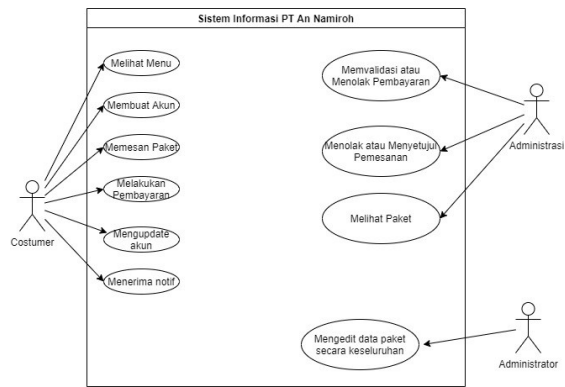 Sistem Informasi PT An Namiroh
Melihat Menu
Membuat Akun
Memesan Paket
Melakukan
Pembayaran
Mengupdate
akun
Menerima notif
Costumer
Memvalidasi atau
Menolak Pembayaran
Menolak atau Menyetujui
Pemesanan
Melihat Paket
Administrasi
Mengedit data paket
secara keseluruhan
Administrator